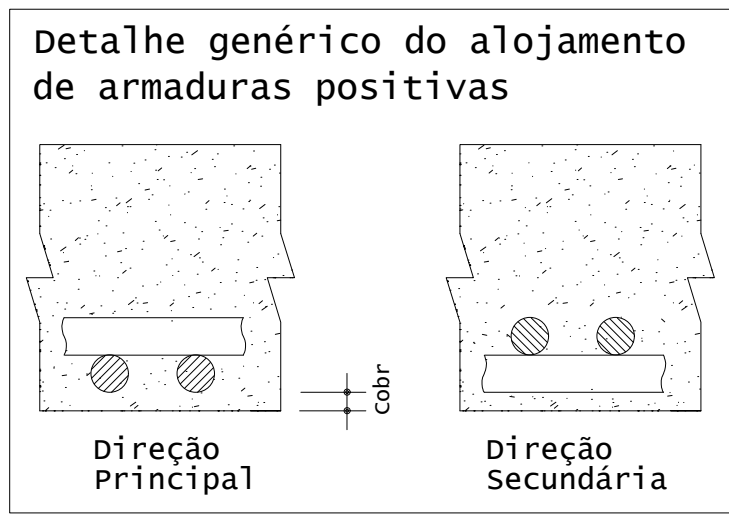 Detalhe genérico do alojamento
de armaduras positivas
Cobr
Direção
Principal
Direção
Secundária